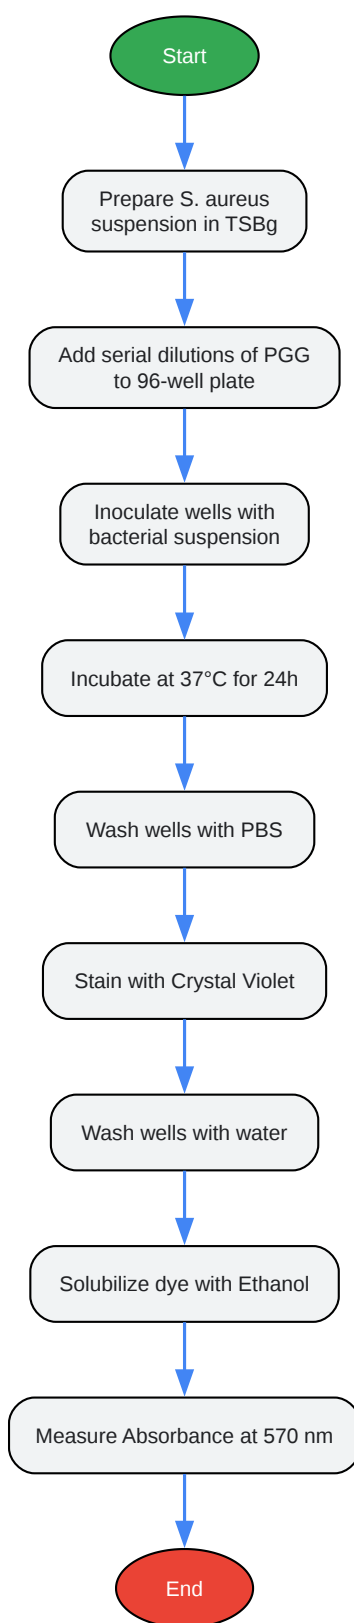 Start
Prepare S. aureus
suspension in TSBg
Add serial dilutions of PGG
to 96-well plate
Inoculate wells with
bacterial suspension
Incubate at 37°C for 24h
Wash wells with PBS
Stain with Crystal Violet
Wash wells with water
Solubilize dye with Ethanol
Measure Absorbance at 570 nm
End